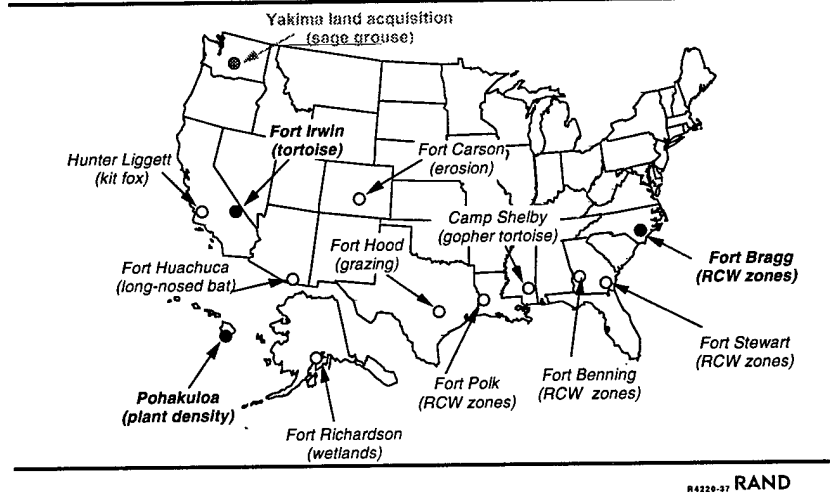 Yakima land acquisition
(sage grouse)
Fort Irwin
(tortoise)
Fort Carson
(erosion)
Hunter Liggett
(kit fox)
Camp Shelby
(gopher tortoise)
Fort Hood
(grazing)
Fort Bragg
(RCW zones)
Fort Huachuca
(long-nosed bat)
Fort Stewart
(RCW zones)
Fort Polk
(RCW zones)
Fort Benning
(RCW zones)
Pohakuloa
(plant density)
Fort Richardson
(wetlands)
R4220-37 RAND